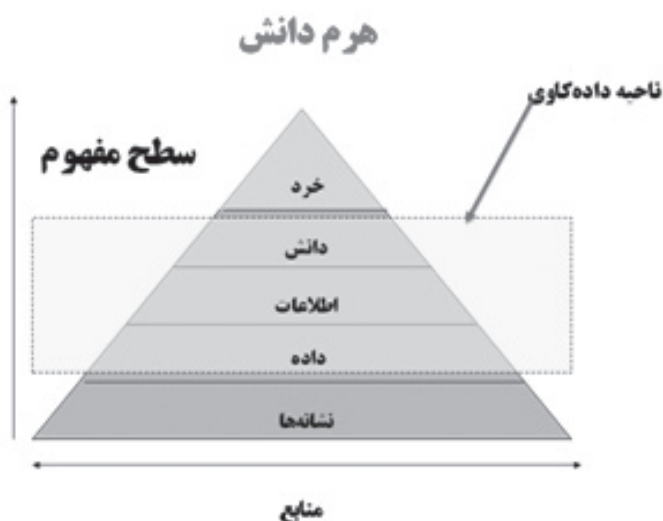 هرم دانش
ناحیه داده‌کاوی
سطح مفهوم
خرد
دانش
اطلاعات
داده
نشانه‌ها
منابع